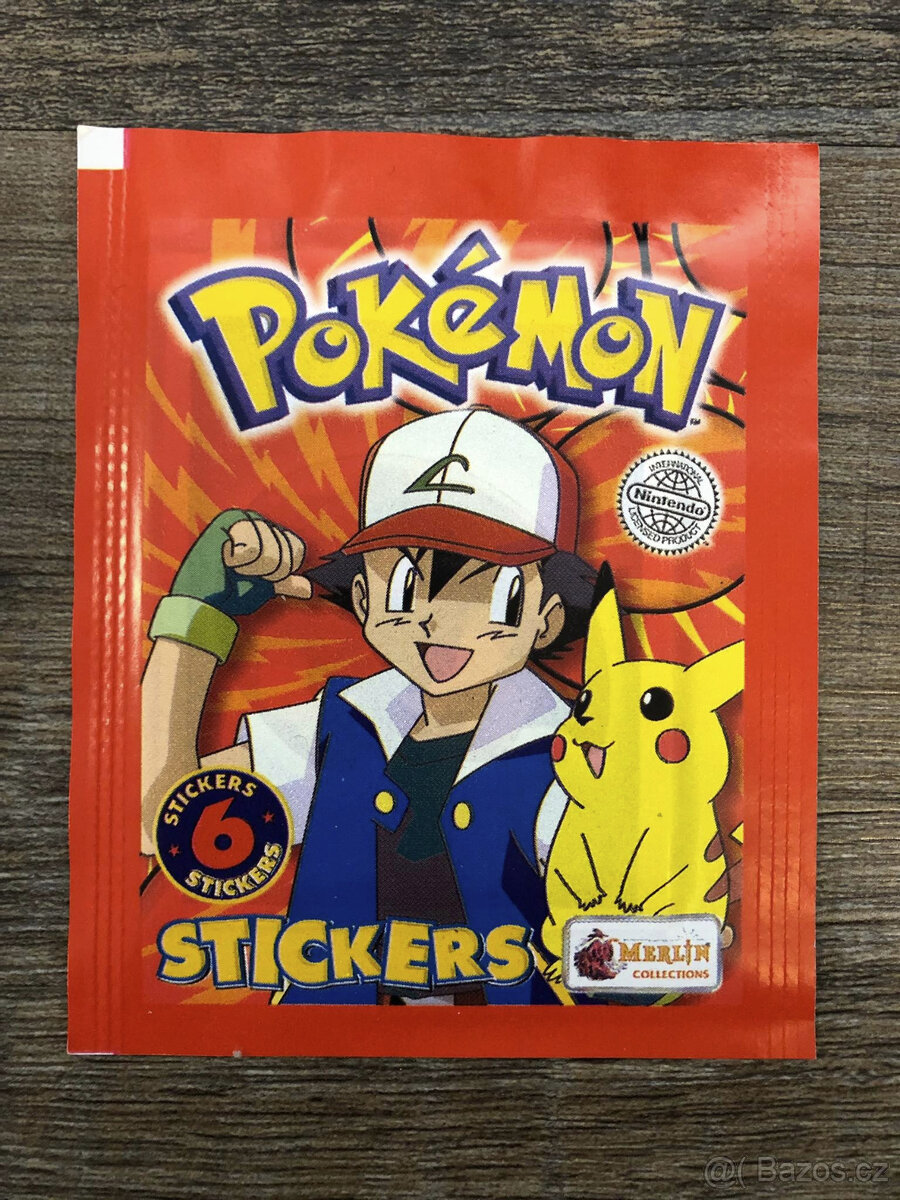 POKéMON
INTERNATIONAL
Nintendo
LICENSED PRODUCT
STICKERS
6
STICKERS
STICKERS
MERLIN
COLLECTIONS
@( Bazos.cz